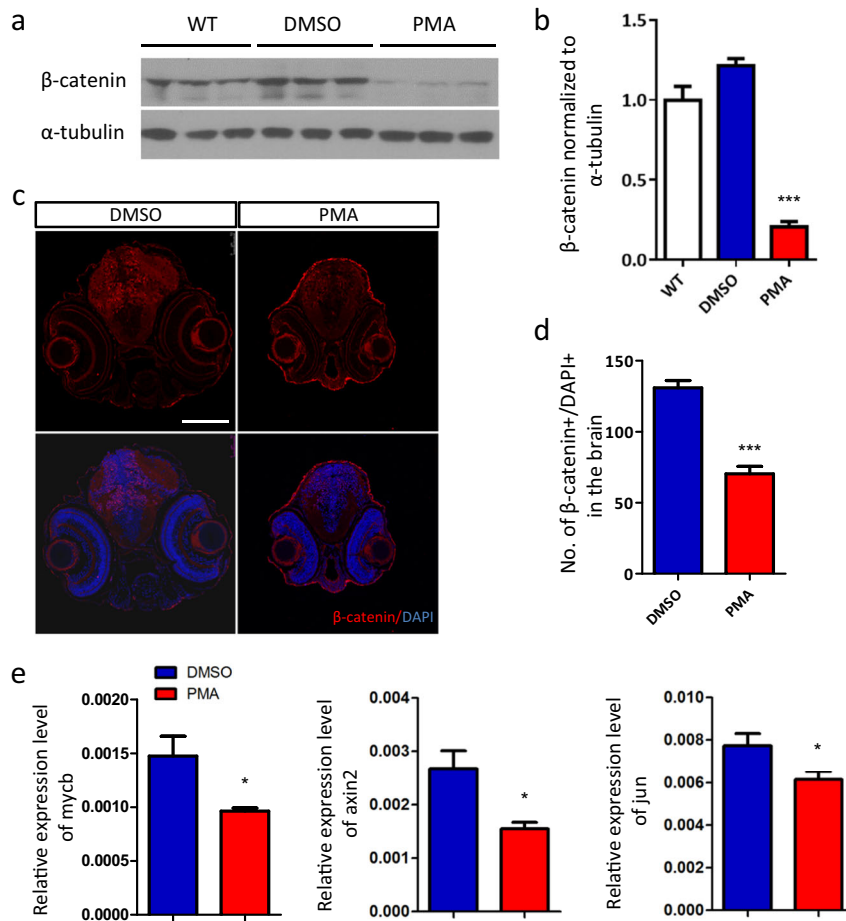 a
WT DMSO PMA
β-catenin
α-tubulin
b
β-catenin normalized to
α-tubulin
1.5
1.0
0.5
0.0
***
WT DMSO PMA
c
DMSO PMA
β-catenin/DAPI
d
No. of β-catenin+/DAPI+
in the brain
150
100
50
0
***
DMSO PMA
e
DMSO
PMA
Relative expression level
of mycb
0.0020
0.0015
0.0010
0.0005
0.0000
*
Relative expression level
of axin2
0.004
0.003
0.002
0.001
0.000
*
Relative expression level
of jun
0.010
0.008
0.006
0.004
0.002
0.000
*